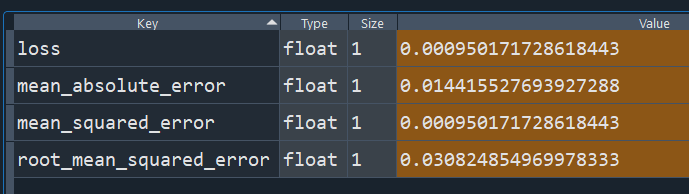 Key Type Size Value
loss float 1 0.000950171728618443
mean_absolute_error float 1 0.014415527693927288
mean_squared_error float 1 0.000950171728618443
root_mean_squared_error float 1 0.030824854969978333